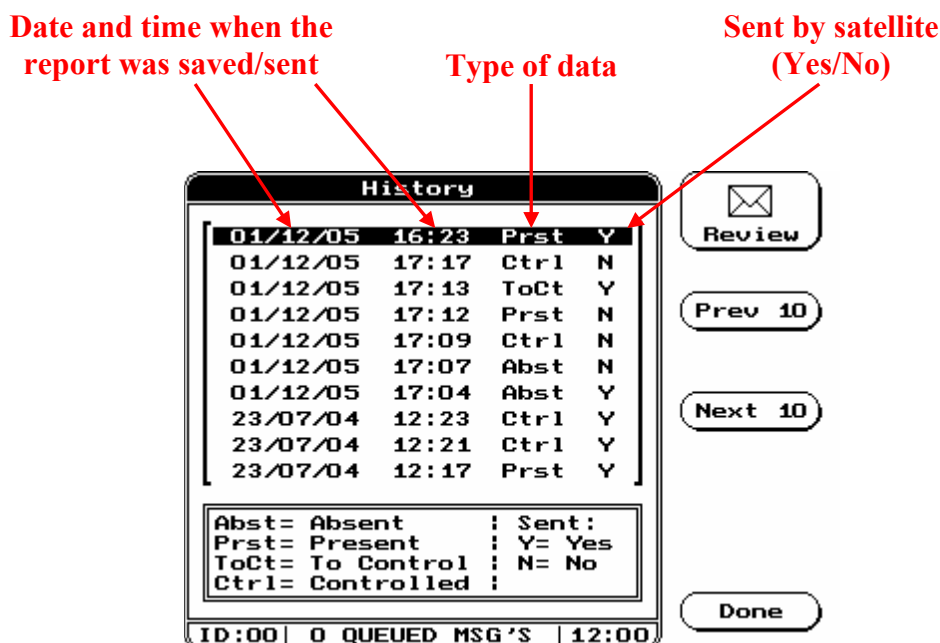 Date and time when the
report was saved/sent
Type of data
Sent by satellite
(Yes/No)
History
01/12/05 16:23 Prst Y
01/12/05 17:17 Ctrl N
01/12/05 17:13 ToCt Y
01/12/05 17:12 Prst N
01/12/05 17:09 Ctrl N
01/12/05 17:07 Abst N
01/12/05 17:04 Abst Y
23/07/04 12:23 Ctrl Y
23/07/04 12:21 Ctrl Y
23/07/04 12:17 Prst Y
Abst= Absent ¦ Sent:
Prst= Present ¦ Y= Yes
ToCt= To Control ¦ N= No
Ctrl= Controlled ¦
ID:00| 0 QUEUED MSG'S |12:00
Review
Prev 10
Next 10
Done